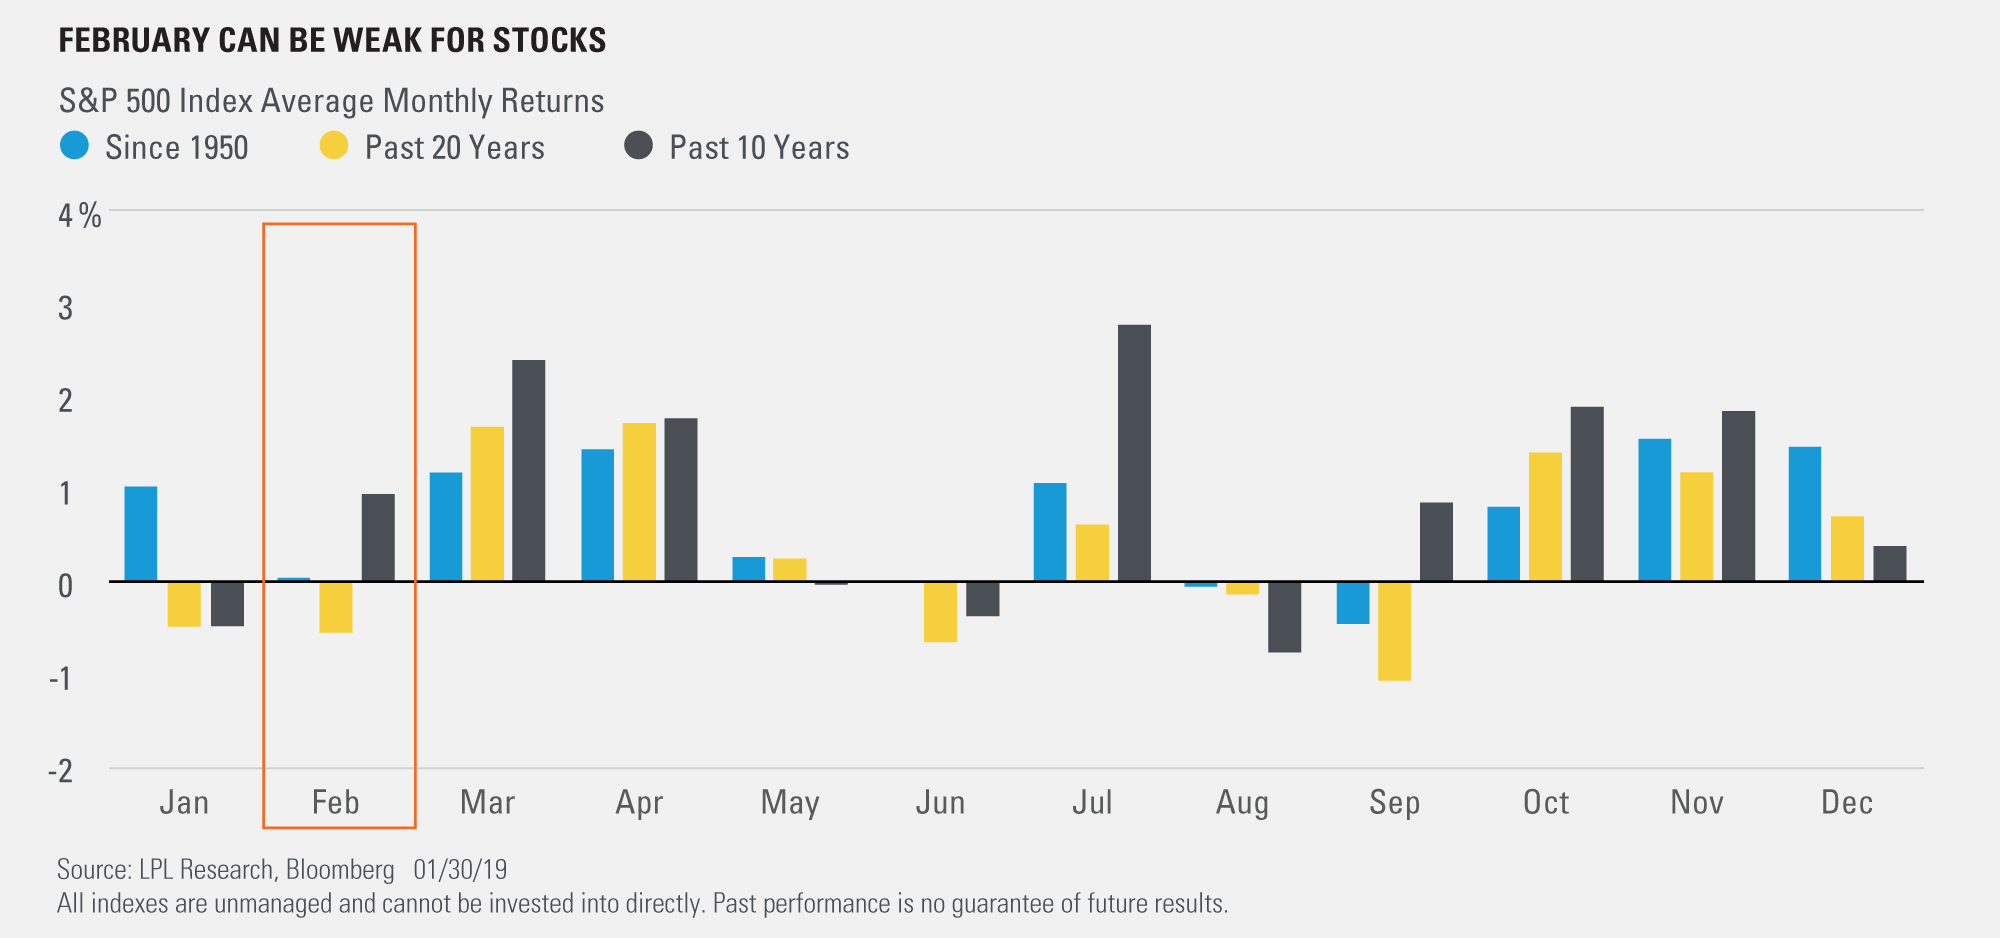 FEBRUARY CAN BE WEAK FOR STOCKS
S&P 500 Index Average Monthly Returns
Since 1950 Past 20 Years Past 10 Years
4%
3
2
1
0
-1
-2
Jan Feb Mar Apr May Jun Jul Aug Sep Oct Nov Dec
Source: LPL Research, Bloomberg 01/30/19
All indexes are unmanaged and cannot be invested into directly. Past performance is no guarantee of future results.